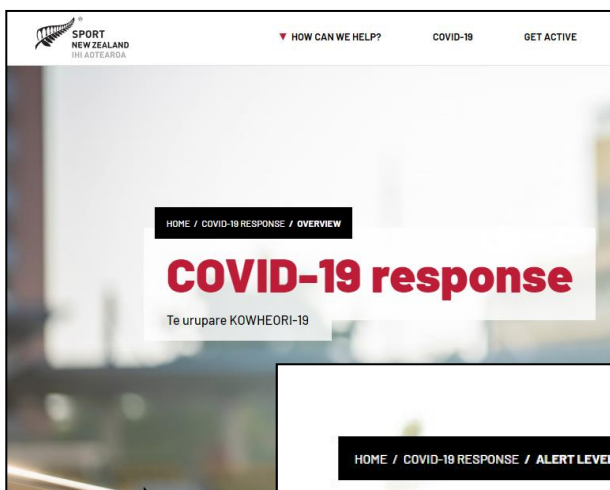 SPORT
NEW ZEALAND
IHI AOTEAROA
▼ HOW CAN WE HELP? COVID-19 GET ACTIVE
HOME / COVID-19 RESPONSE / OVERVIEW
COVID-19 response
Te urupare KOWHEORI-19
HOME / COVID-19 RESPONSE / ALERT LEVE